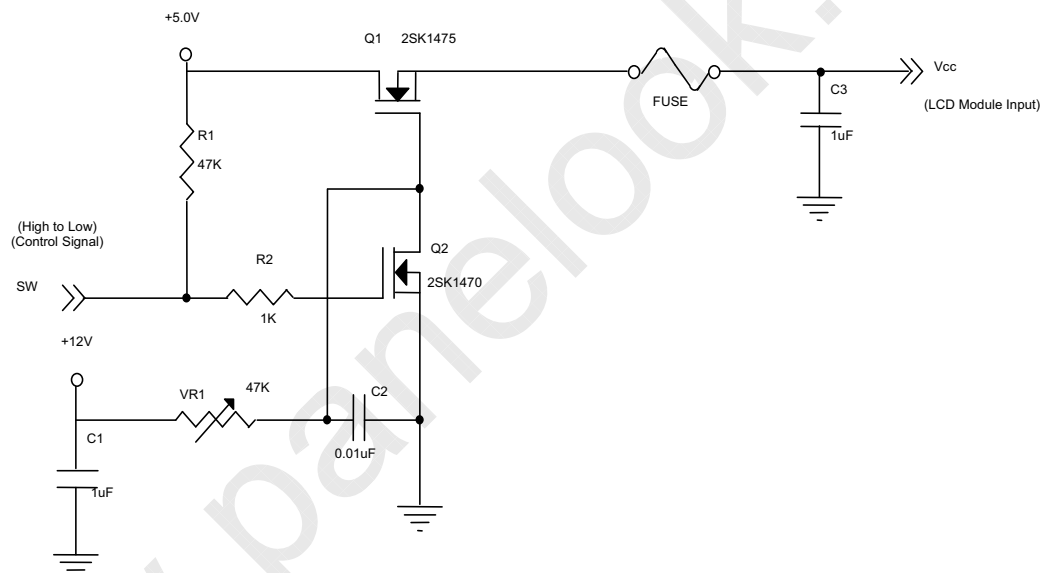 +5.0V
Q1 2SK1475
Vcc
FUSE
C3
(LCD Module Input)
R1
47K
1uF
(High to Low)
(Control Signal)
Q2
R2
SW
2SK1470
1K
+12V
VR1
47K
C2
C1
0.01uF
1uF
panelook.